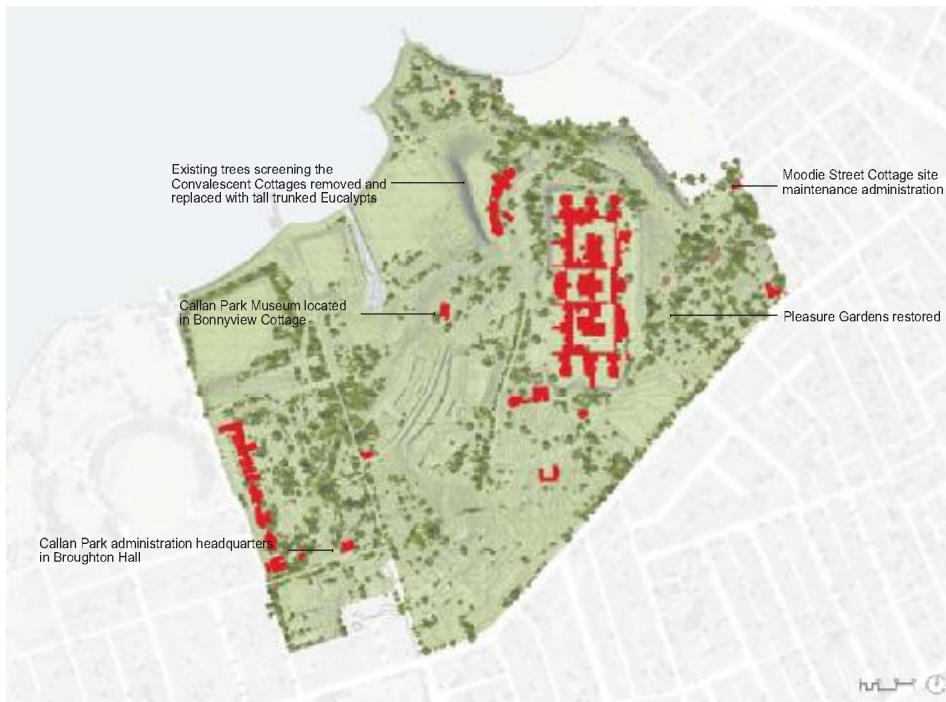 Existing trees screening the
Convalescent Cottages removed and
replaced with tall trunked Eucalypts
Moodie Street Cottage site
maintenance administration
Callan Park Museum located
in Bonnyview Cottage
Pleasure Gardens restored
Callan Park administration headquarters
in Broughton Hall